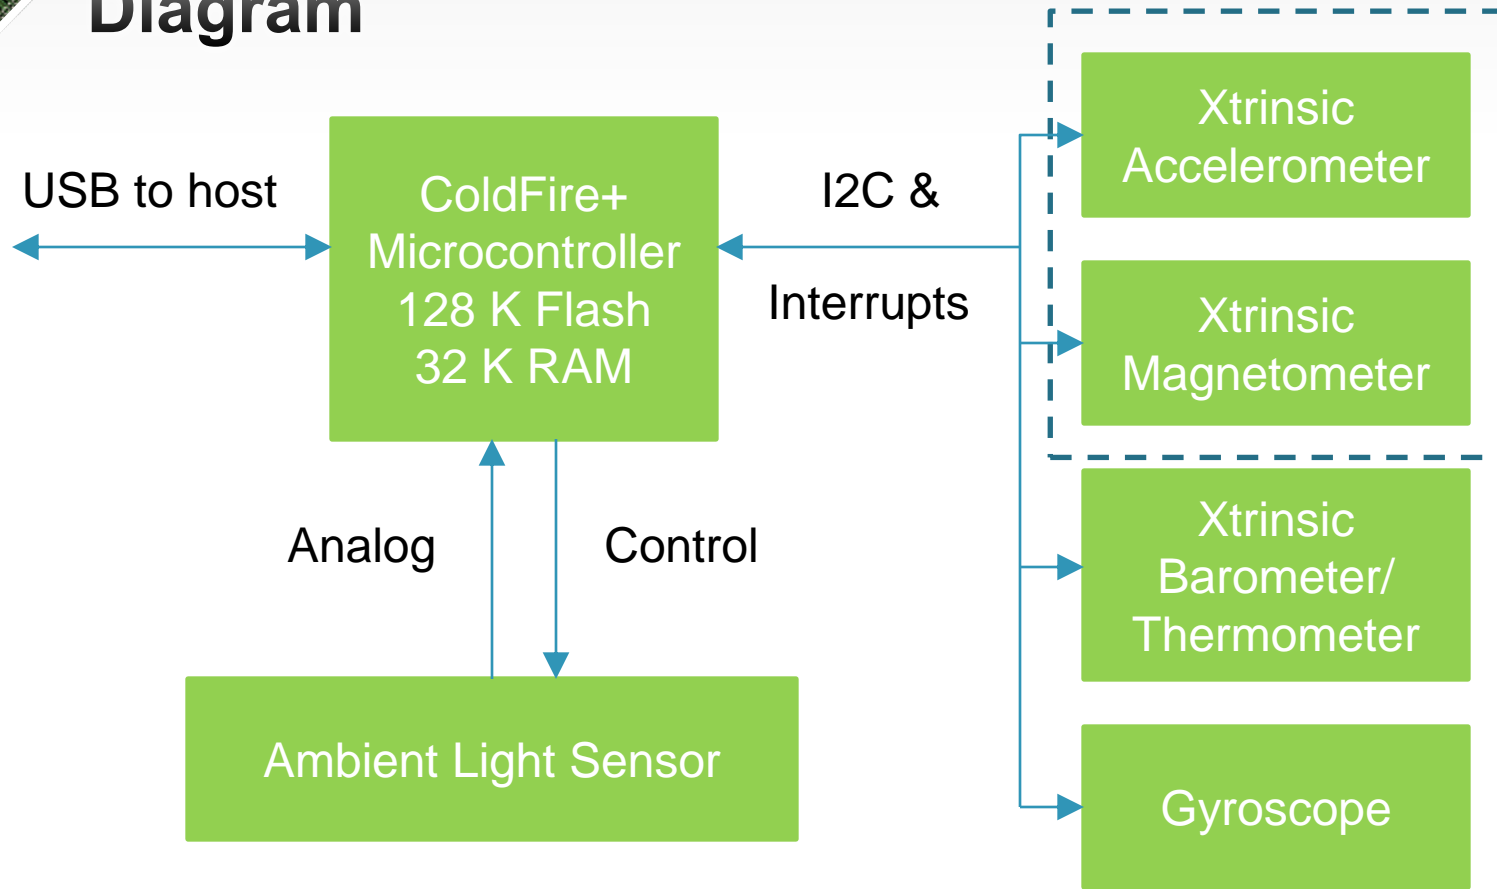 Diagram
USB to host
ColdFire+
Microcontroller
128 K Flash
32 K RAM
I2C &
Interrupts
Xtrinsic
Accelerometer
Xtrinsic
Magnetometer
Xtrinsic
Barometer/
Thermometer
Gyroscope
Analog
Control
Ambient Light Sensor